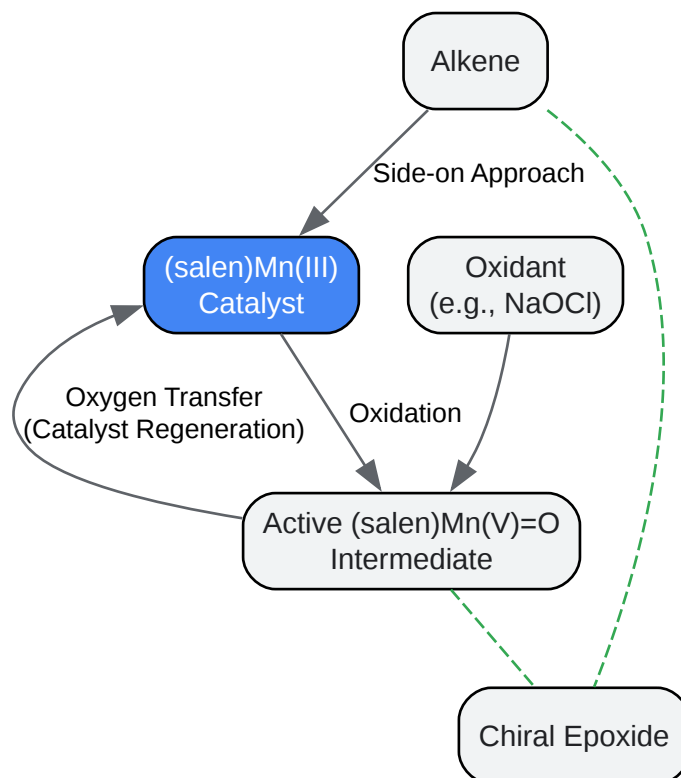 Alkene
Side-on Approach
(salen)Mn(III)
Catalyst
Oxidant
(e.g., NaOCl)
Oxygen Transfer
(Catalyst Regeneration)
Oxidation
Active (salen)Mn(V)=O
Intermediate
Chiral Epoxide